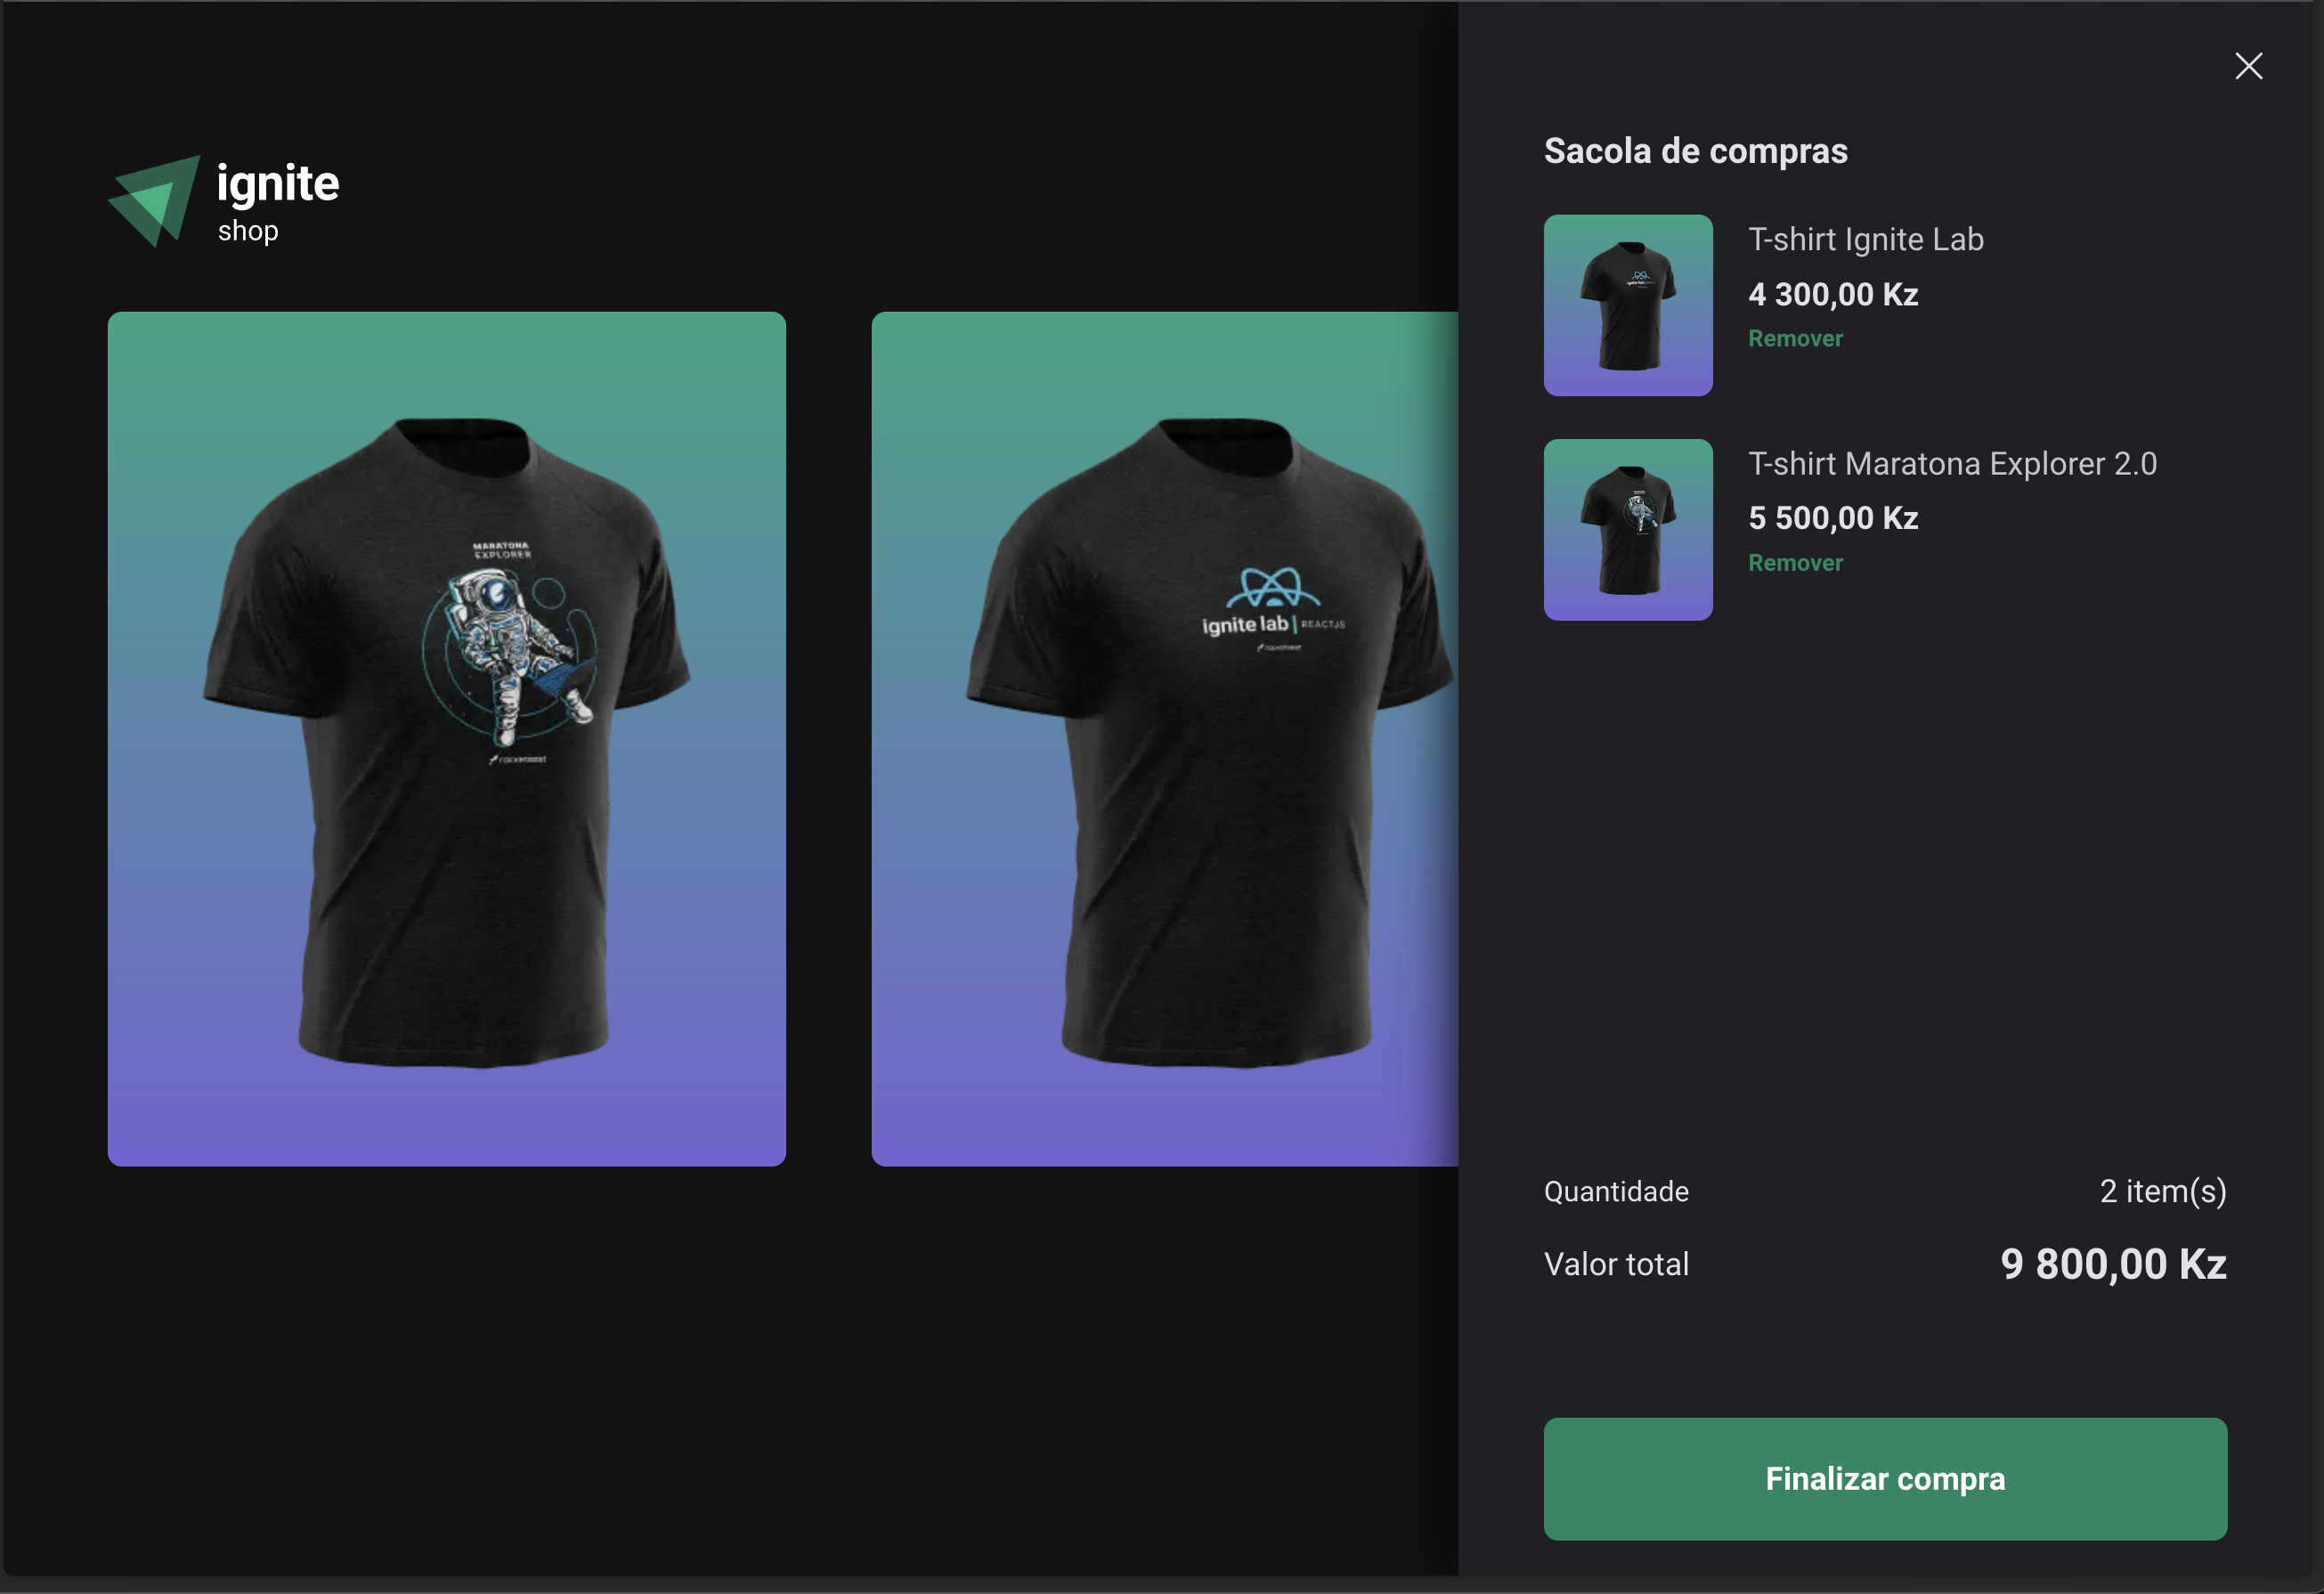 ignite
shop
MARATONA
EXPLORER
ignite lab | REACTJS
Sacola de compras
T-shirt Ignite Lab
4 300,00 Kz
Remover
T-shirt Maratona Explorer 2.0
5 500,00 Kz
Remover
Quantidade
2 item(s)
Valor total
9 800,00 Kz
Finalizar compra